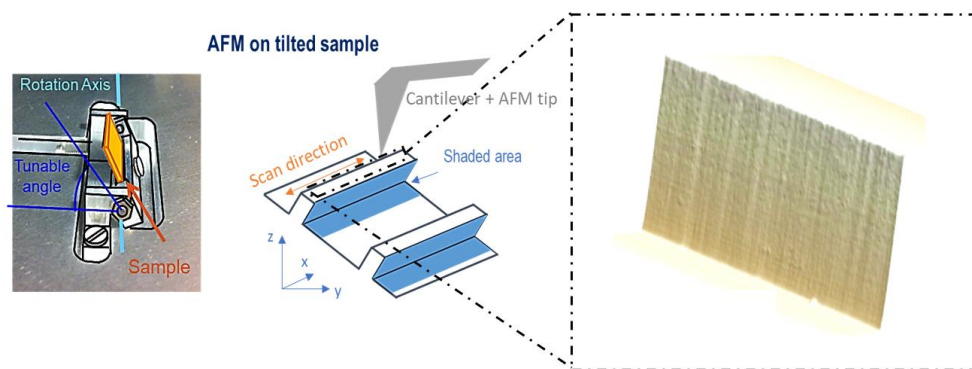 AFM on tilted sample
Rotation Axis
Tunable
angle
Sample
Cantilever + AFM tip
Scan direction
Shaded area
z
x
y